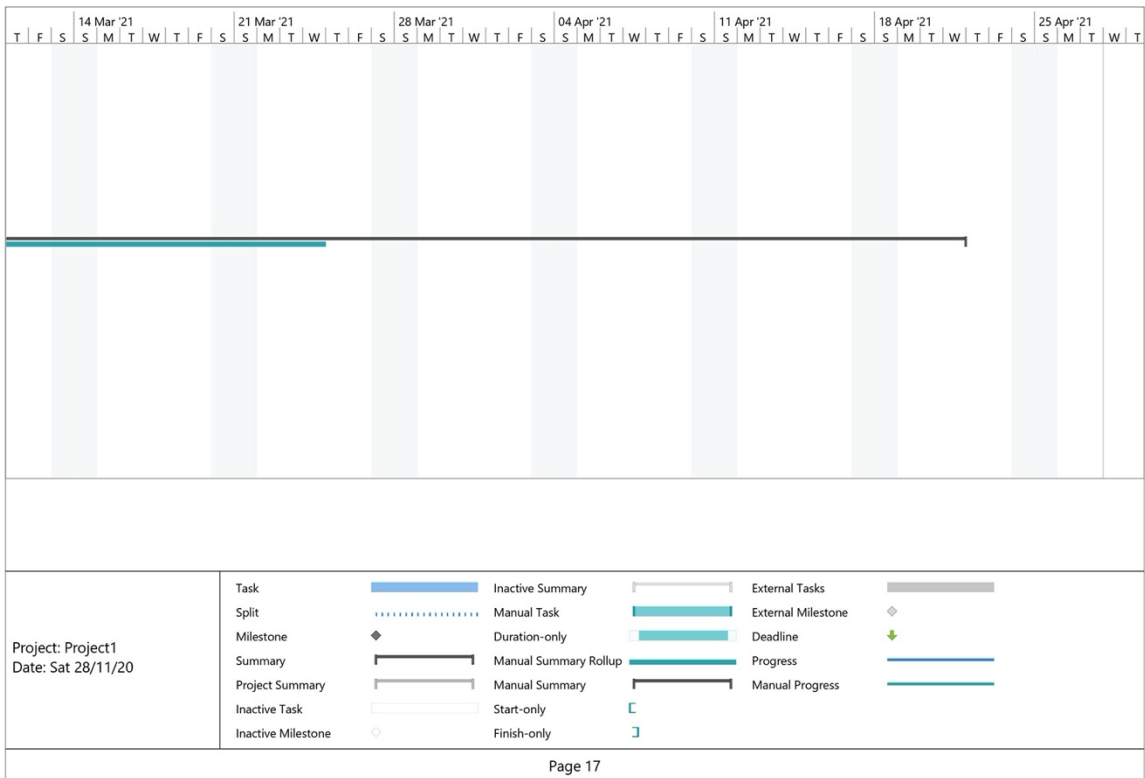 14 Mar '21 21 Mar '21 28 Mar '21 04 Apr '21 11 Apr '21 18 Apr '21 25 Apr '21
T F S S M T W T F S S M T W T F S S M T W T F S S M T W T F S S M T W T F S S M T W T F S S M T W T
Task Inactive Summary External Tasks
Split Manual Task External Milestone
Milestone Duration-only Deadline
Project: Project1
Summary Manual Summary Rollup Progress
Date: Sat 28/11/20
Project Summary Manual Summary Manual Progress
Inactive Task Start-only
Inactive Milestone Finish-only
Page 17